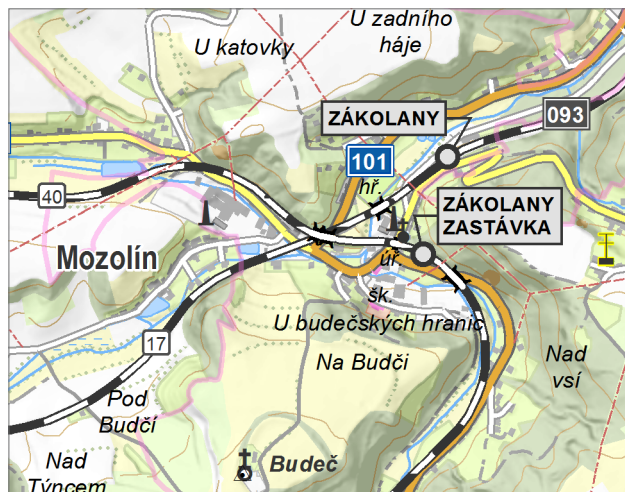 U katovky
U zadního
háje
ZÁKOLANY
093
101
hř.
40
ZÁKOLANY
ZASTÁVKA
Mozolín
úř.
šk.
U budečských hranic
17
Na Budči
Nad
vsí
Pod
Budčí
Nad
Týncem
Budeč